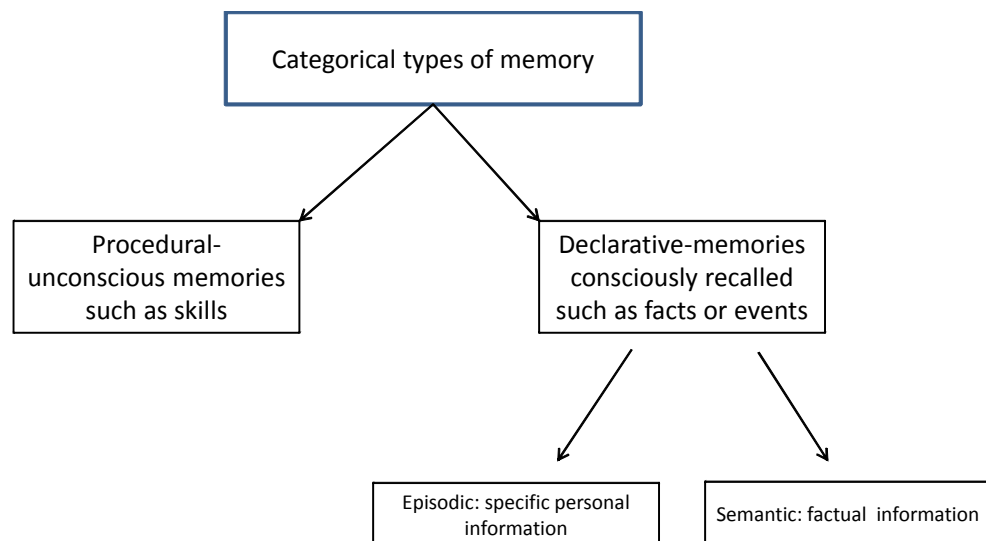 Categorical types of memory
Procedural-
unconscious memories
such as skills
Declarative-memories
consciously recalled
such as facts or events
Episodic: specific personal
information
Semantic: factual information